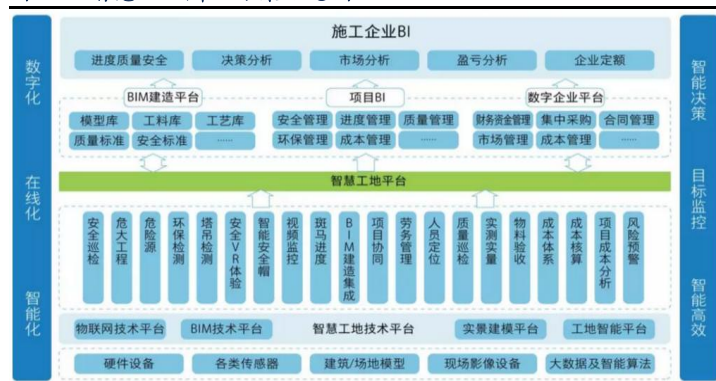 施工企业BI
进度质量安全 决策分析 市场分析 盈亏分析 企业定额
BIM建造平台 项目BI 数字企业平台
模型库 工料库 工艺库 安全管理 进度管理 质量管理 财务资金管理 集中采购 合同管理
质量标准 安全标准 …… 环保管理 成本管理 …… 市场管理 成本管理 ……
智慧工地平台
安全巡检
危大工程
危险源
环保检测
塔吊检测
安全VR体验
智能安全帽
视频监控
斑马进度
BIM建造集成
项目协同
劳务管理
人员定位
质量巡检
实测实量
物料验收
成本体系
成本核算
项目成本分析
风险预警
物联网技术平台 BIM技术平台 智慧工地技术平台 实景建模平台 工地智能平台
硬件设备 各类传感器 建筑/场地模型 现场影像设备 大数据及智能算法
数字化
在线化
智能化
智能决策
目标监控
智能高效